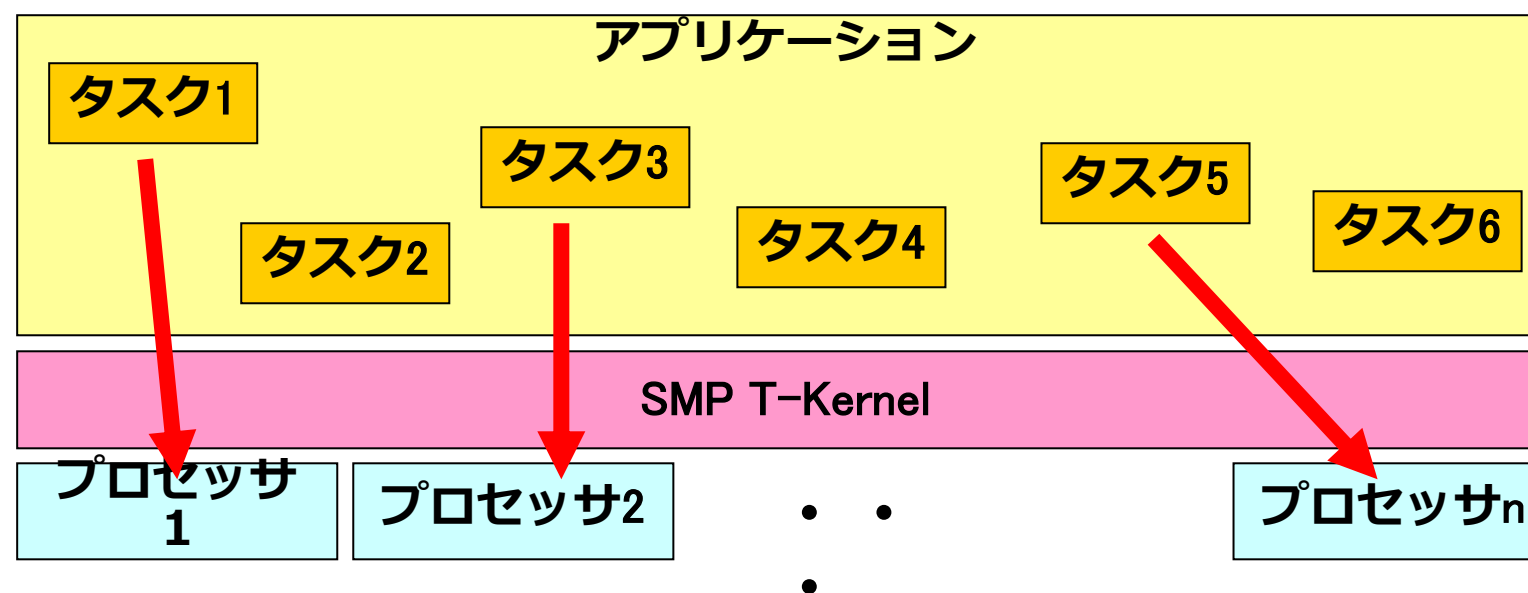 アプリケーション
タスク1
タスク3
タスク5
タスク6
タスク2
タスク4
SMP T-Kernel
プロセッサ
1
プロセッサ2
・ ・
・
プロセッサn